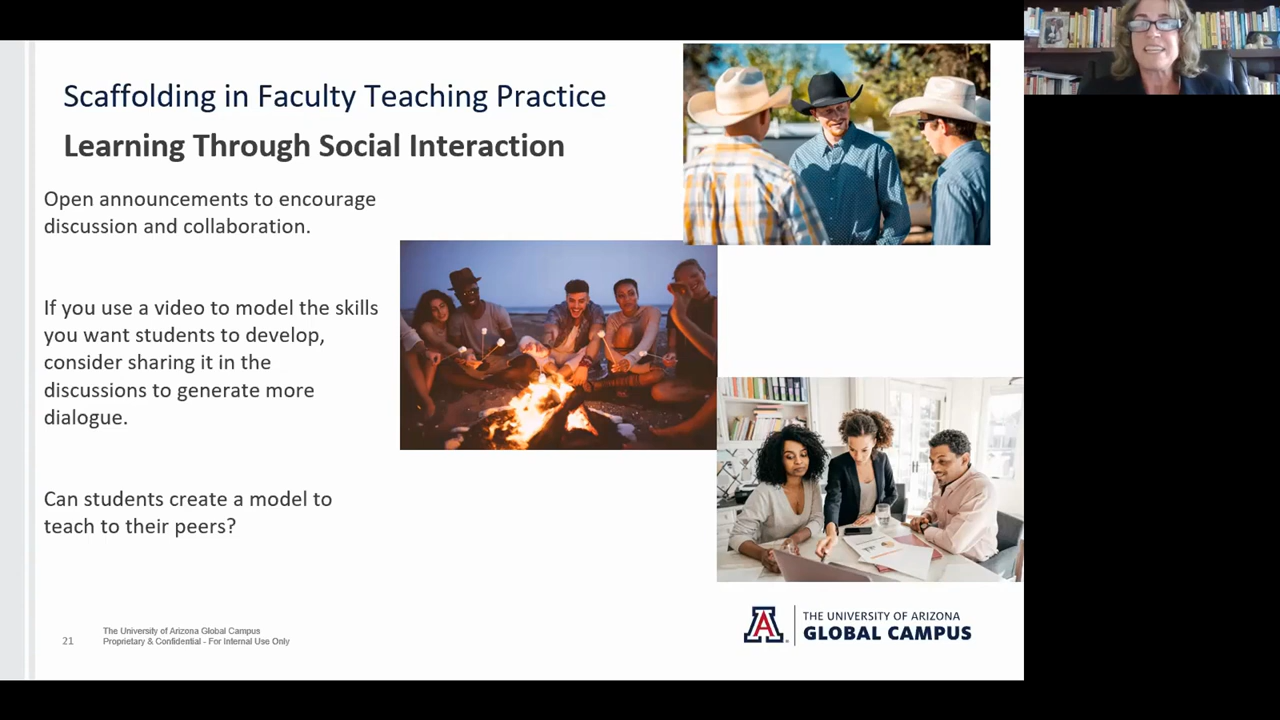 Scaffolding in Faculty Teaching Practice
Learning Through Social Interaction
Open announcements to encourage
discussion and collaboration.
If you use a video to model the skills
you want students to develop,
consider sharing it in the
discussions to generate more
dialogue.
Can students create a model to
teach to their peers?
21
The University of Arizona Global Campus
Proprietary & Confidential - For Internal Use Only
A
THE UNIVERSITY OF ARIZONA
GLOBAL CAMPUS